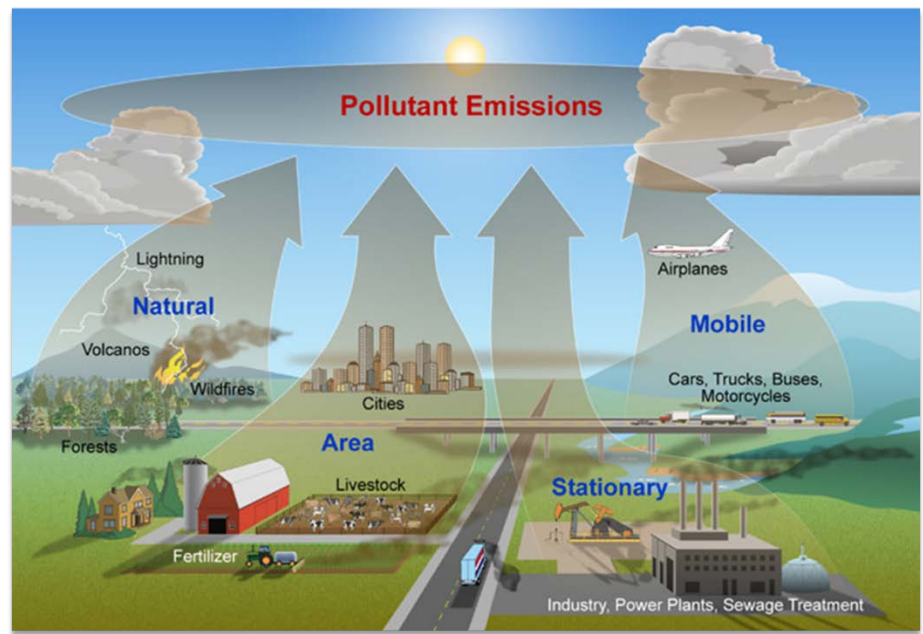 Pollutant Emissions
Lightning
Natural
Volcanos
Wildfires
Forests
Airplanes
Mobile
Cars, Trucks, Buses,
Motorcycles
Cities
Area
Livestock
Fertilizer
Stationary
Industry, Power Plants, Sewage Treatment